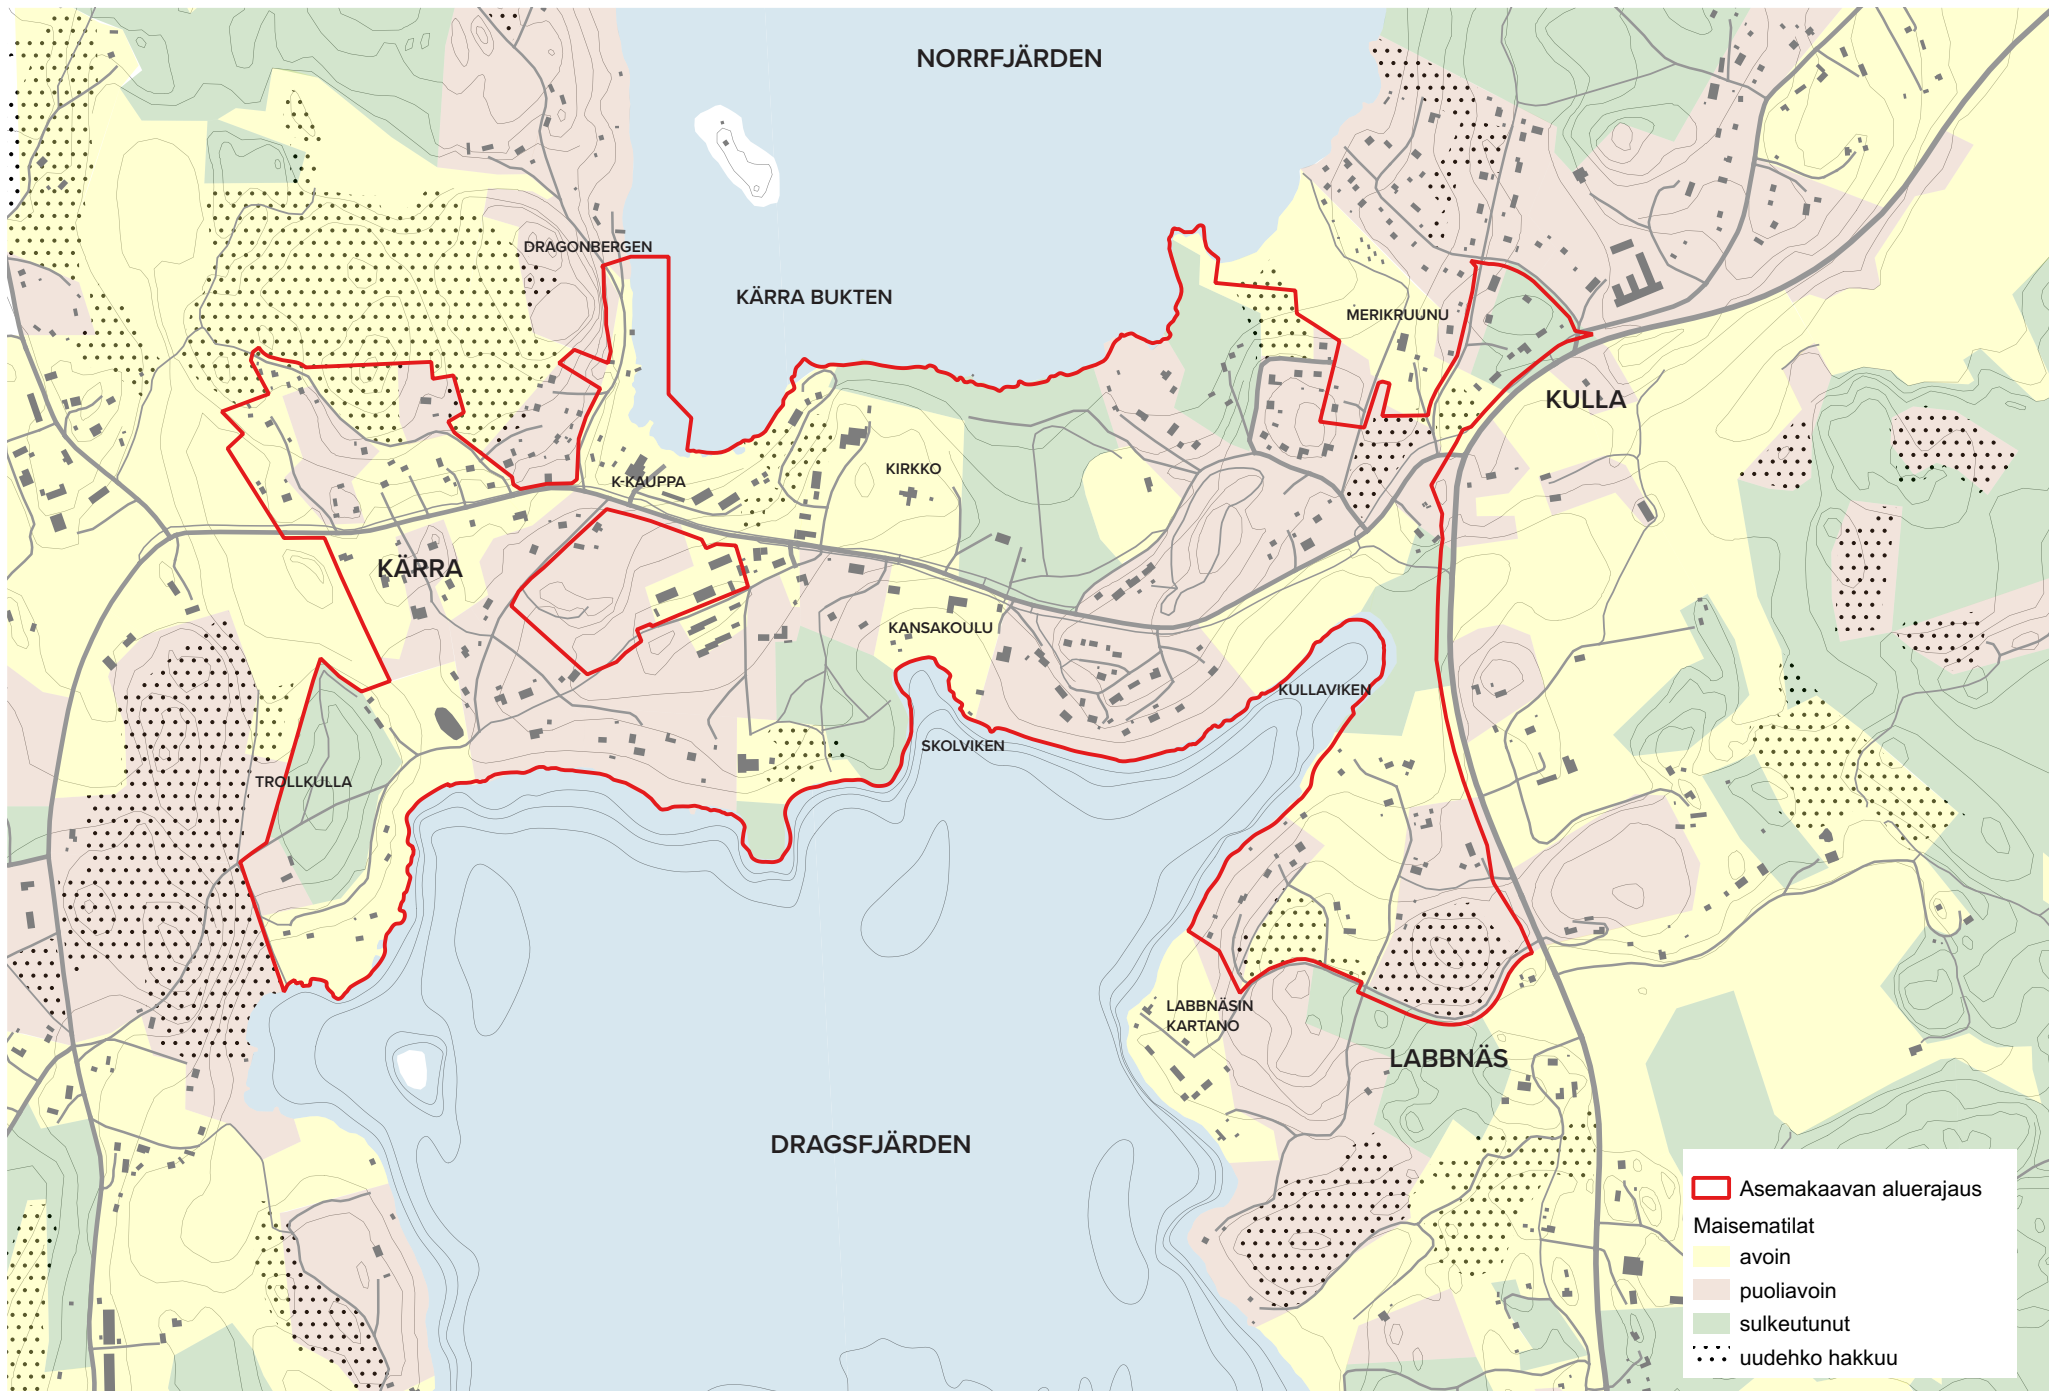 NORRFJÄRDEN
DRAGONBERGEN
KÄRRA BUKTEN
MERIKRUUNU
KULLA
KIRKKO
K-KAUPPA
KÄRRA
KANSAKOULU
KULLAVIKEN
SKOLVIKEN
TROLLKULLA
LABBNÄSIN
KARTANO
LABBNÄS
DRAGSFJÄRDEN
Asemakaavan aluerajaus
Maisematilat
avoin
puoliavoin
sulkeutunut
uudehko hakkuu